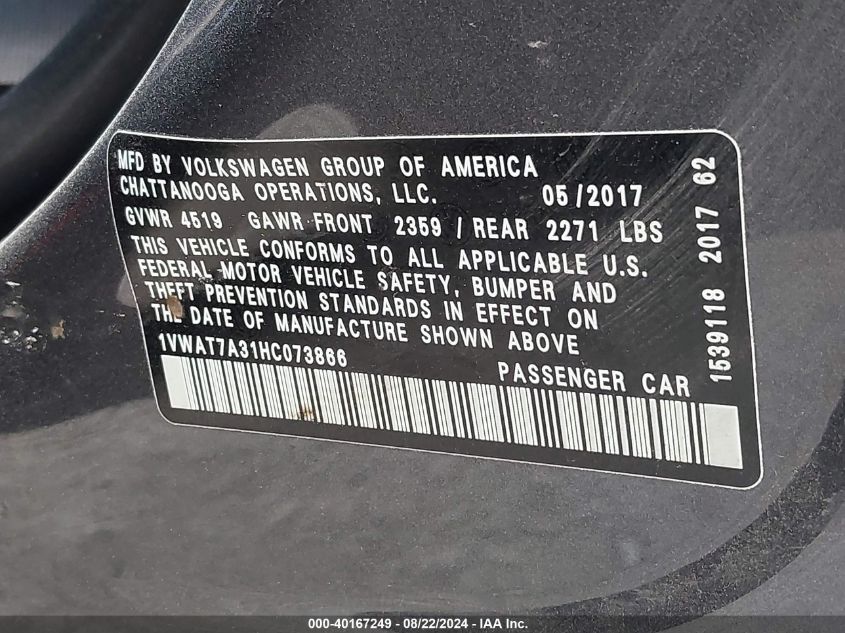 MFD BY VOLKSWAGEN GROUP OF AMERICA
CHATTANOOGA OPERATIONS, LLC. 05/2017
GVWR 4519 GAWR FRONT 2359 / REAR 2271 LBS
THIS VEHICLE CONFORMS TO ALL APPLICABLE U.S.
FEDERAL MOTOR VEHICLE SAFETY, BUMPER AND
THEFT PREVENTION STANDARDS IN EFFECT ON
THE DATE OF MANUFACTURE SHOWN ABOVE
1VWAT7A31HC073866 PASSENGER CAR
1539118 2017 62
000-40167249 - 08/22/2024 - © IAA Holdings, LLC.